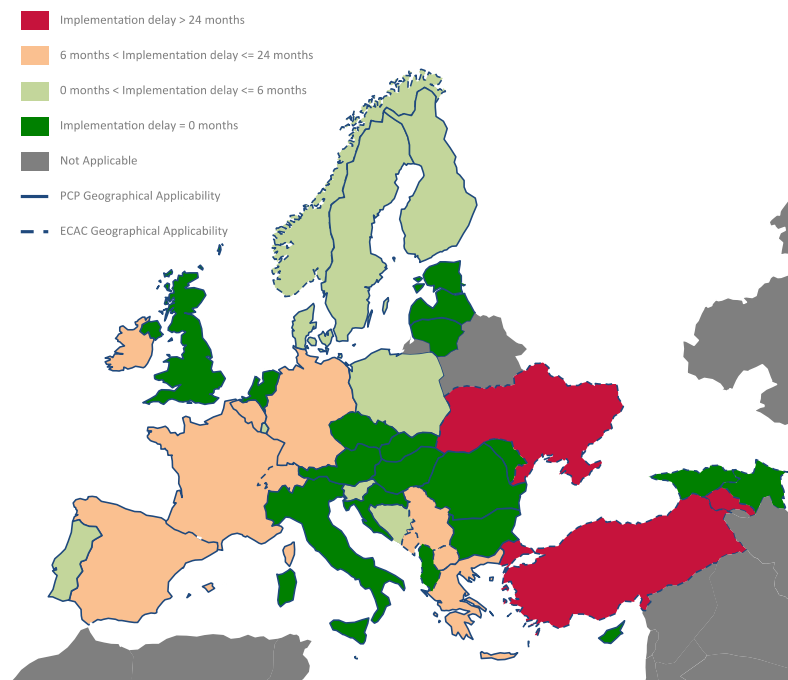 Implementation delay > 24 months
6 months < Implementation delay <= 24 months
0 months < Implementation delay <= 6 months
Implementation delay = 0 months
Not Applicable
PCP Geographical Applicability
ECAC Geographical Applicability